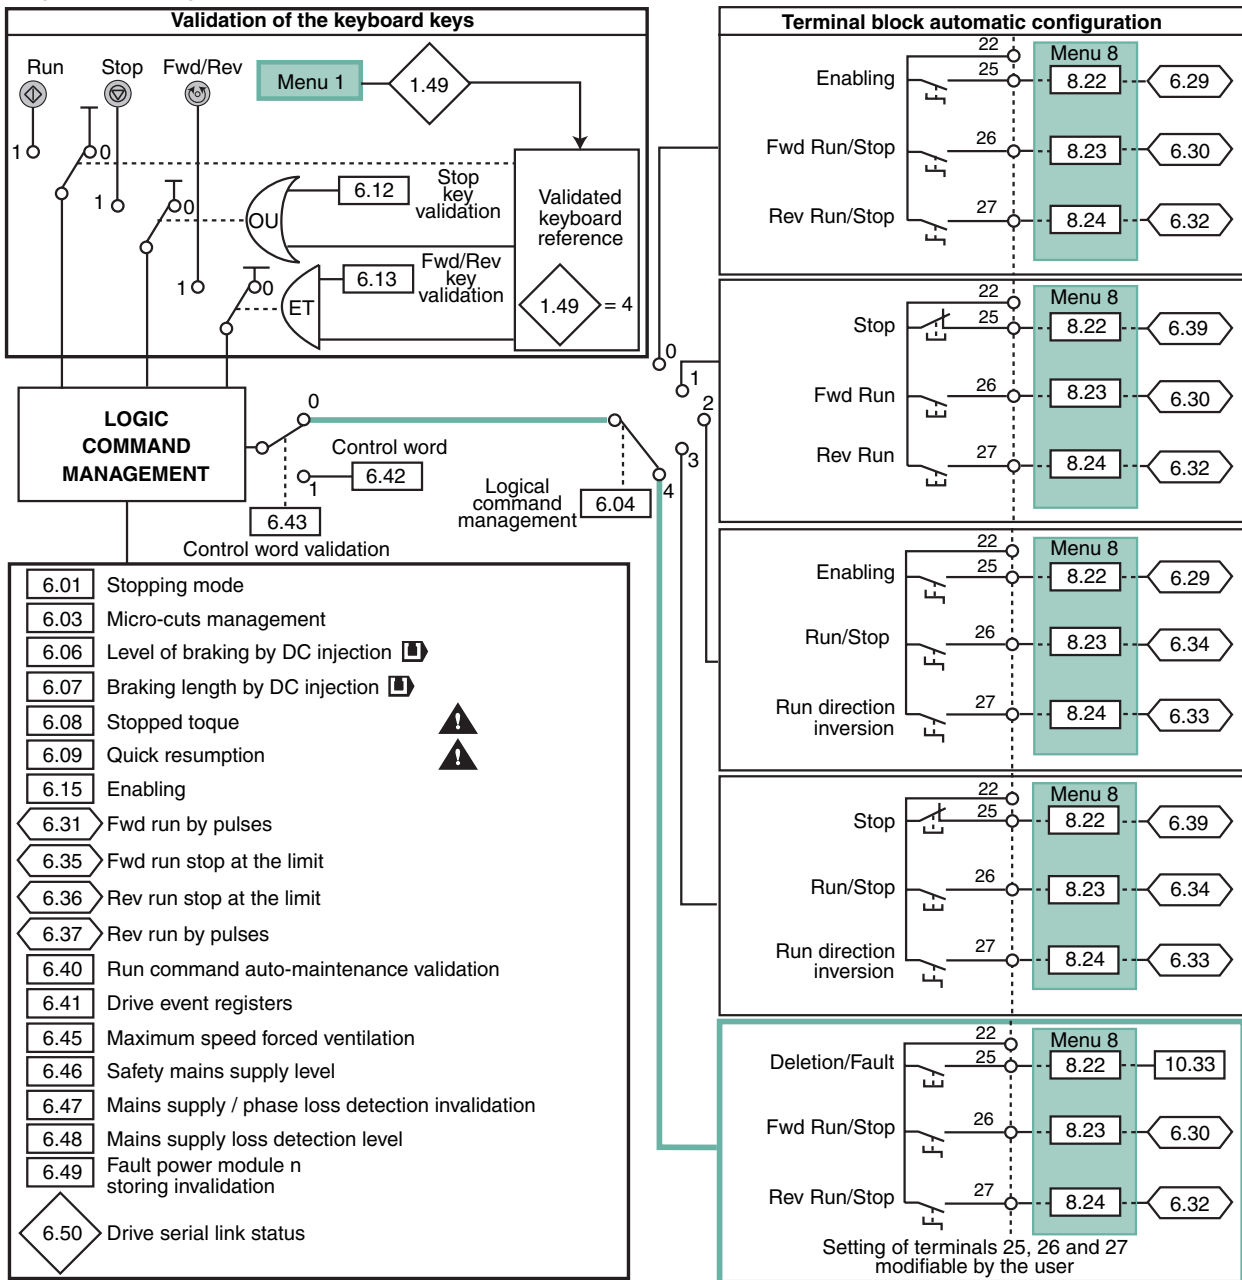 Validation of the keyboard keys
Run Stop Fwd/Rev
Menu 1
1.49
1 0
1 0
1 0
OU
ET
6.12
Stop
key
validation
6.13
Fwd/Rev
key
validation
Validated
keyboard
reference
1.49 = 4
LOGIC
COMMAND
MANAGEMENT
0
1
Control word
6.42
6.43
Control word validation
Logical
command
management
6.04
0
1
2
3
4
6.01 Stopping mode
6.03 Micro-cuts management
6.06 Level of braking by DC injection
6.07 Braking length by DC injection
6.08 Stopped toque !
6.09 Quick resumption !
6.15 Enabling
6.31 Fwd run by pulses
6.35 Fwd run stop at the limit
6.36 Rev run stop at the limit
6.37 Rev run by pulses
6.40 Run command auto-maintenance validation
6.41 Drive event registers
6.45 Maximum speed forced ventilation
6.46 Safety mains supply level
6.47 Mains supply / phase loss detection invalidation
6.48 Mains supply loss detection level
6.49 Fault power module n
storing invalidation
6.50 Drive serial link status
Terminal block automatic configuration
22 Menu 8
Enabling 25 8.22 6.29
Fwd Run/Stop 26 8.23 6.30
Rev Run/Stop 27 8.24 6.32
22 Menu 8
Stop 25 8.22 6.39
Fwd Run 26 8.23 6.30
Rev Run 27 8.24 6.32
22 Menu 8
Enabling 25 8.22 6.29
Run/Stop 26 8.23 6.34
Run direction
inversion 27 8.24 6.33
22 Menu 8
Stop 25 8.22 6.39
Run/Stop 26 8.23 6.34
Run direction
inversion 27 8.24 6.33
22 Menu 8
Deletion/Fault 25 8.22 10.33
Fwd Run/Stop 26 8.23 6.30
Rev Run/Stop 27 8.24 6.32
Setting of terminals 25, 26 and 27
modifiable by the user